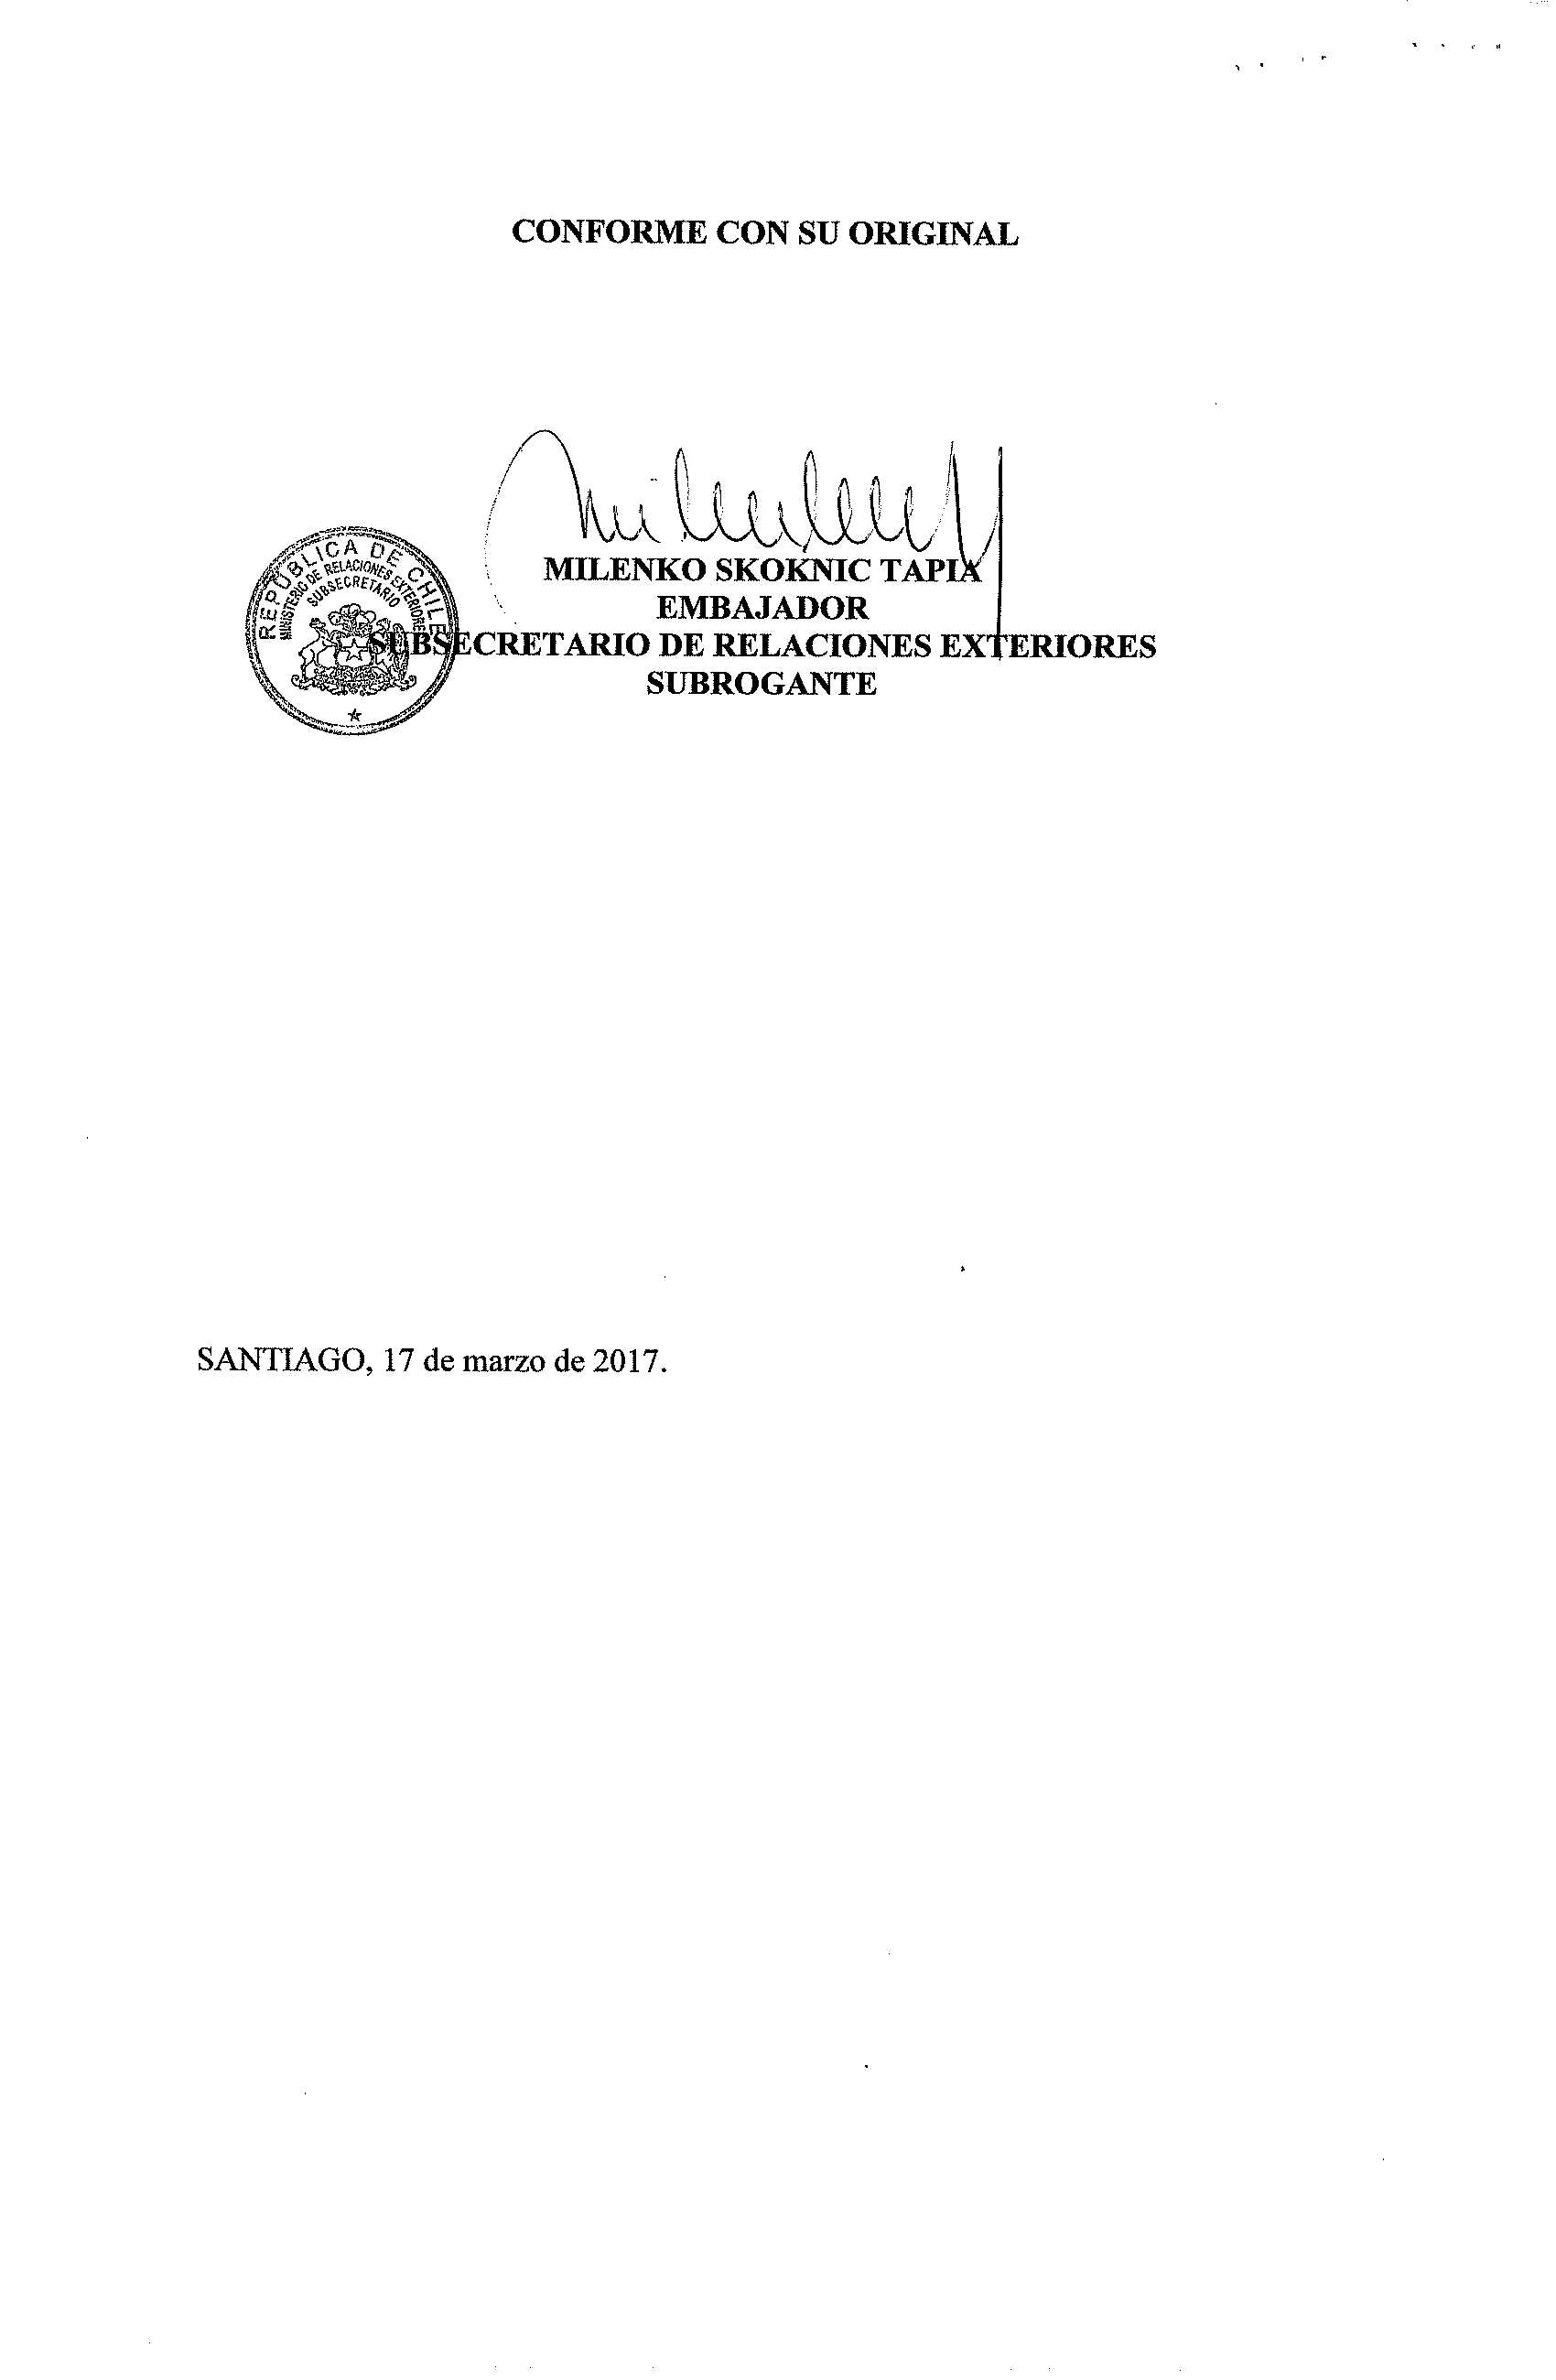 CONFORME CON SU ORIGINAL
REPÚBLICA DE CHILE
MINISTERIO DE RELACIONES EXTERIORES
SUBSECRETARIO
MILENKO SKOKNIC TAPIA
EMBAJADOR
SUBSECRETARIO DE RELACIONES EXTERIORES
SUBROGANTE
SANTIAGO, 17 de marzo de 2017.